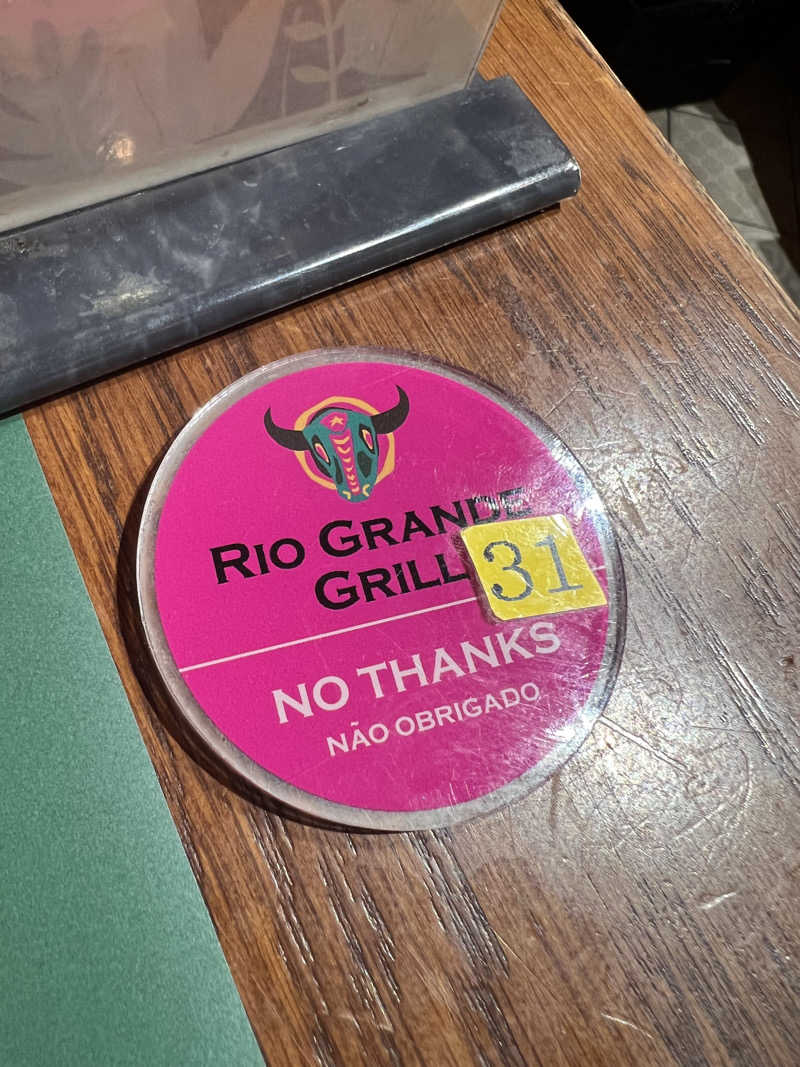 RIO GRANDE
GRILL
31
NO THANKS
NÃO OBRIGADO